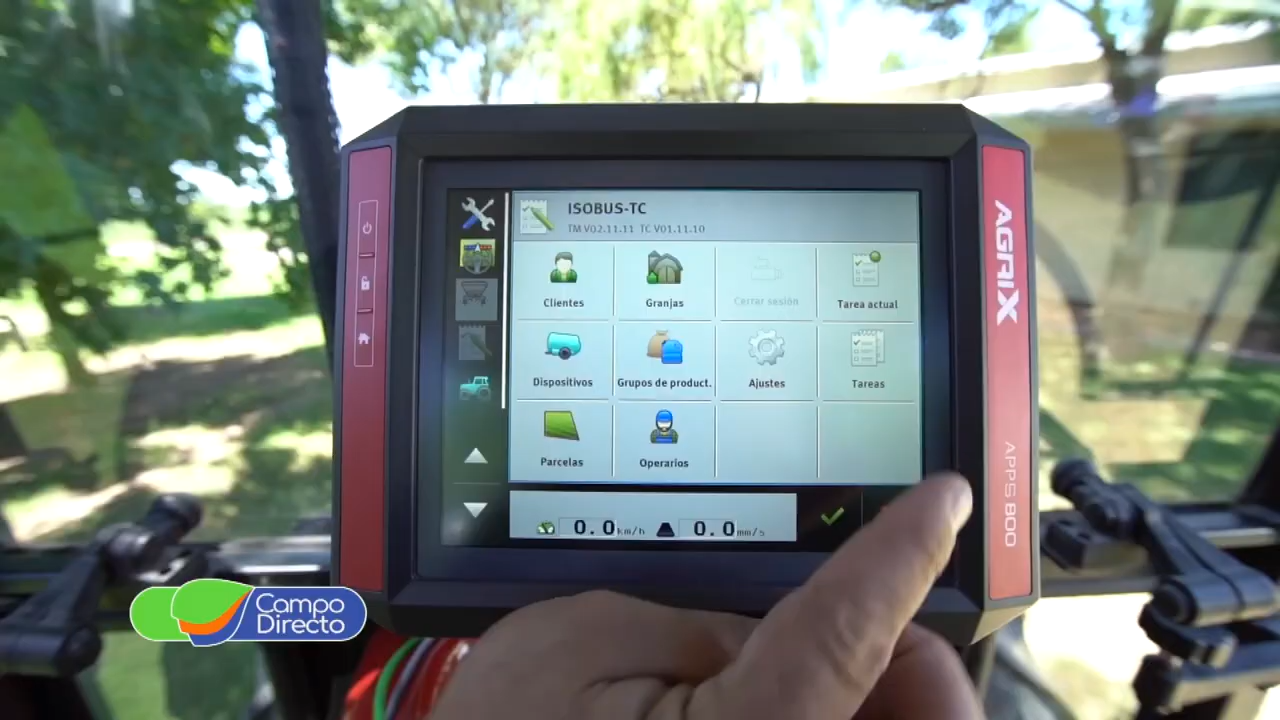 ISOBUS-TC
TM V02.11.11 TC V01.11.10
Clientes
Granjas
Cerrar sesión
Tarea actual
Dispositivos
Grupos de product.
Ajustes
Tareas
Parcelas
Operarios
0.0 km/h
0.0 mm/s
AGRIX
APPS 800
Campo
Directo